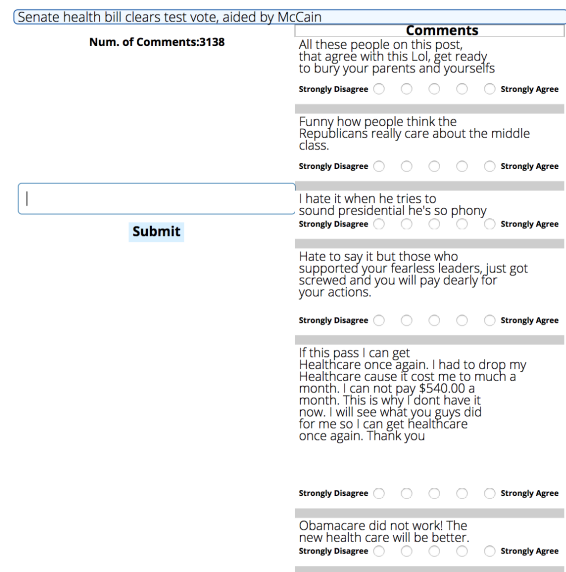 Senate health bill clears test vote, aided by McCain
Num. of Comments:3138
Submit
Comments
All these people on this post,
that agree with this Lol, get ready
to bury your parents and yourselfs
Strongly Disagree Strongly Agree
Funny how people think the
Republicans really care about the middle
class.
Strongly Disagree Strongly Agree
I hate it when he tries to
sound presidential he's so phony
Strongly Disagree Strongly Agree
Hate to say it but those who
supported your fearless leaders, just got
screwed and you will pay dearly for
your actions.
Strongly Disagree Strongly Agree
If this pass I can get
Healthcare once again. I had to drop my
Healthcare cause it cost me to much a
month. I can not pay $540.00 a
month. This is why I dont have it
now. I will see what you guys did
for me so I can get healthcare
once again. Thank you
Strongly Disagree Strongly Agree
Obamacare did not work! The
new health care will be better.
Strongly Disagree Strongly Agree